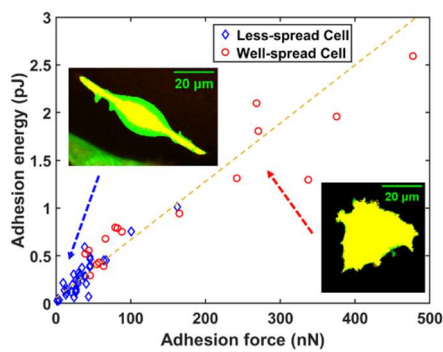 3
2.5
2
1.5
1
0.5
0
Adhesion energy (pJ)
Less-spread Cell
Well-spread Cell
20 μm
20 μm
0 100 200 300 400 500
Adhesion force (nN)